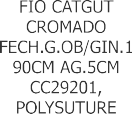 FIO CATGUT
CROMADO
FECH.G.OB/GIN.1
90CM AG.5CM
CC29201,
POLYSUTURE